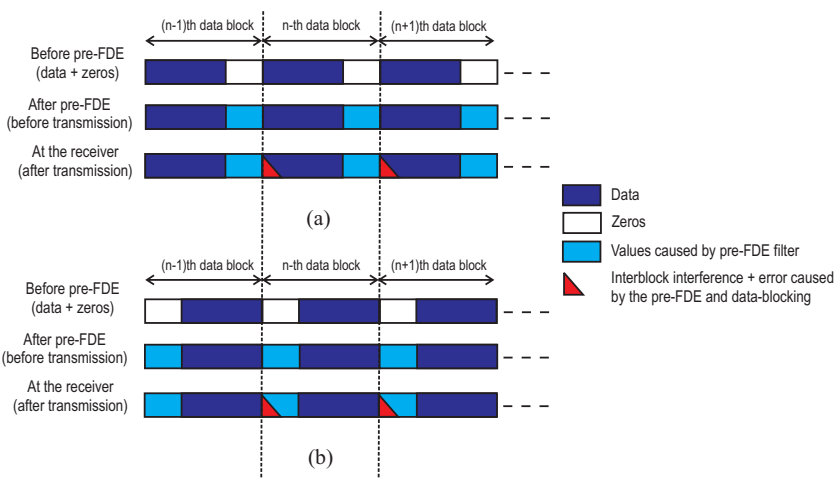 (n-1)th data block
n-th data block
(n+1)th data block
Before pre-FDE
(data + zeros)
After pre-FDE
(before transmission)
At the receiver
(after transmission)
(a)
Data
Zeros
Values caused by pre-FDE filter
Interblock interference + error caused
by the pre-FDE and data-blocking
(n-1)th data block
n-th data block
(n+1)th data block
Before pre-FDE
(data + zeros)
After pre-FDE
(before transmission)
At the receiver
(after transmission)
(b)